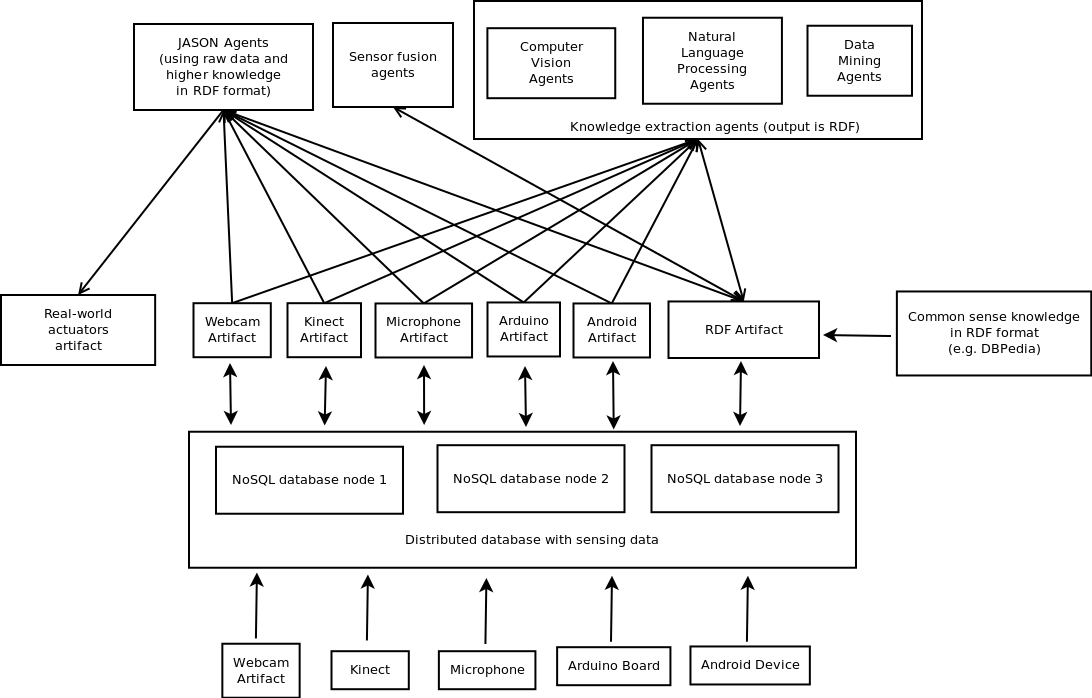 JASON Agents
(using raw data and
higher knowledge
in RDF format)
Sensor fusion
agents
Computer
Vision
Agents
Natural
Language
Processing
Agents
Data
Mining
Agents
Knowledge extraction agents (output is RDF)
Real-world
actuators
artifact
Webcam
Artifact
Kinect
Artifact
Microphone
Artifact
Arduino
Artifact
Android
Artifact
RDF Artifact
Common sense knowledge
in RDF format
(e.g. DBPedia)
NoSQL database node 1
NoSQL database node 2
NoSQL database node 3
Distributed database with sensing data
Webcam
Artifact
Kinect
Microphone
Arduino Board
Android Device